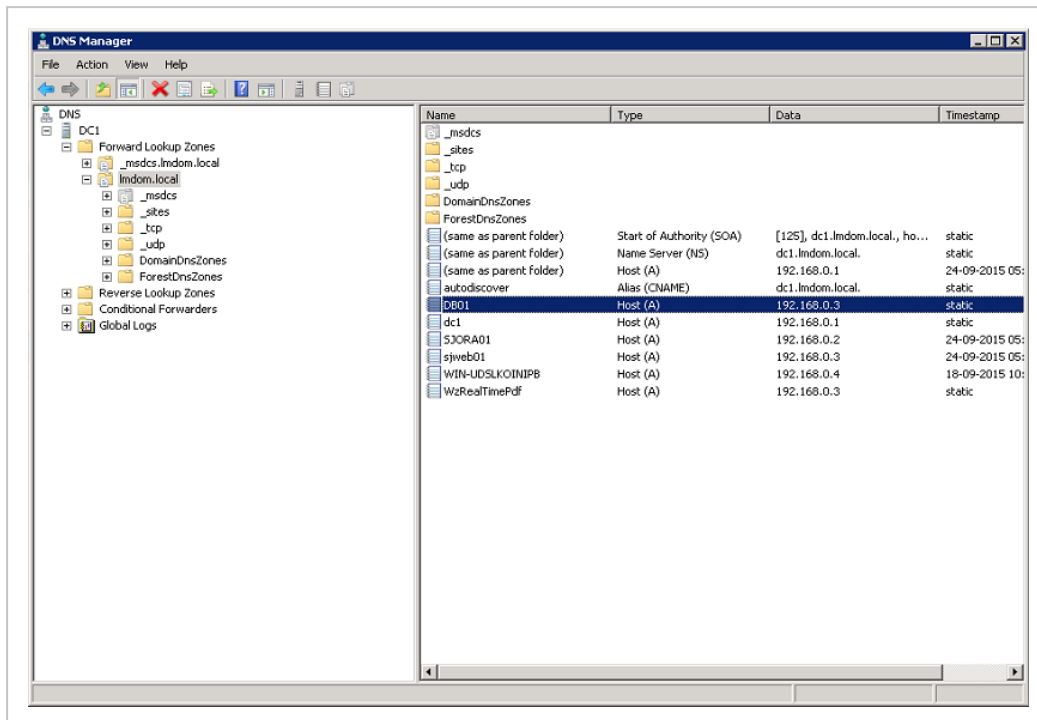 DNS Manager
File Action View Help
DNS
DC1
Forward Lookup Zones
_msdcs.lmdom.local
lmdom.local
_msdcs
_sites
_tcp
_udp
DomainDnsZones
ForestDnsZones
Reverse Lookup Zones
Conditional Forwarders
Global Logs
Name Type Data Timestamp
_msdcs
_sites
_tcp
_udp
DomainDnsZones
ForestDnsZones
(same as parent folder) Start of Authority (SOA) [125], dc1.lmdom.local., ho... static
(same as parent folder) Name Server (NS) dc1.lmdom.local. static
(same as parent folder) Host (A) 192.168.0.1 24-09-2015 05:
autodiscover Alias (CNAME) dc1.lmdom.local. static
DB01 Host (A) 192.168.0.3 static
dc1 Host (A) 192.168.0.1 static
SJORA01 Host (A) 192.168.0.2 24-09-2015 05:
sjweb01 Host (A) 192.168.0.3 24-09-2015 05:
WIN-UDSLKOINIPB Host (A) 192.168.0.4 18-09-2015 10:
WzRealTimePdf Host (A) 192.168.0.3 static